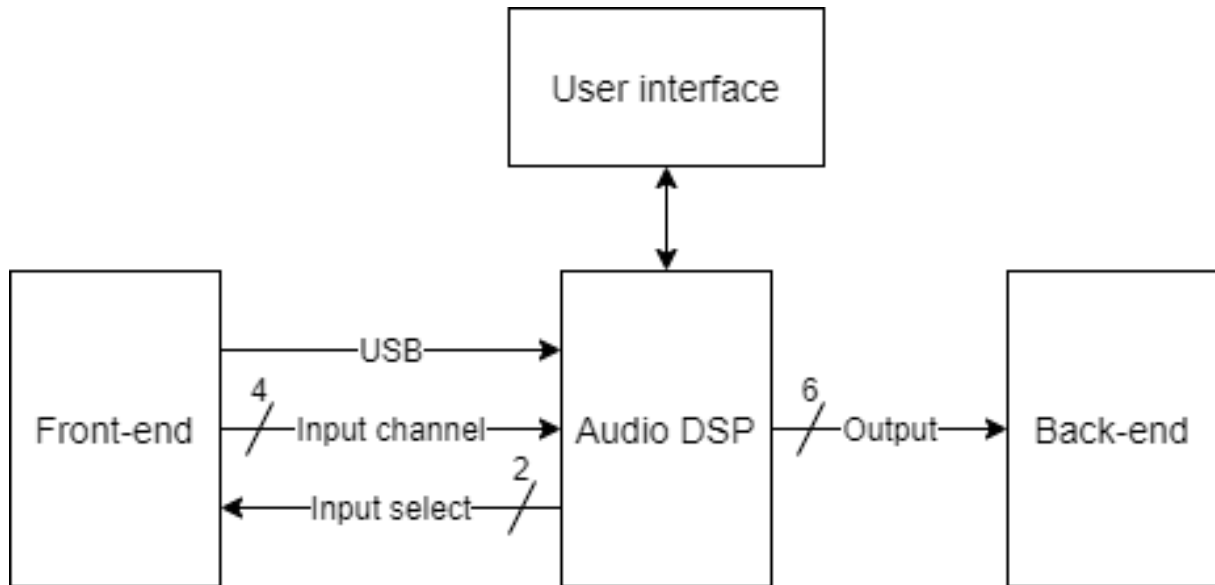 User interface
USB
4
6
Front-end
Input channel
Audio DSP
Output
Back-end
2
Input select